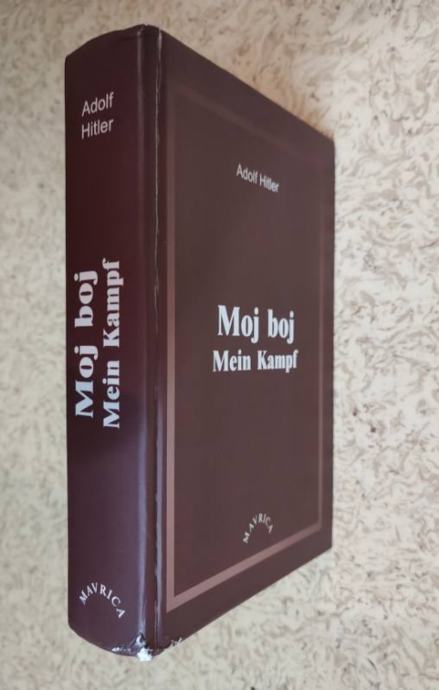 Adolf
Hitler
Moj boj
Mein Kampf
MAVRICA
Adolf Hitler
Moj boj
Mein Kampf
MAVRICA